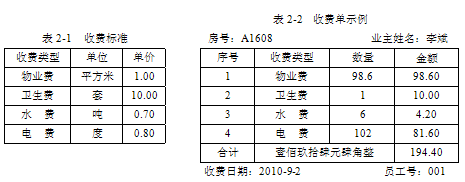 表 2-1 收费标准
收费类型 单位 单价
物业费 平方米 1.00
卫生费 套 10.00
水 费 吨 0.70
电 费 度 0.80
表 2-2 收费单示例
房号：A1608 业主姓名：李斌
序号 收费类型 数量 金额
1 物业费 98.6 98.60
2 卫生费 1 10.00
3 水 费 6 4.20
4 电 费 102 81.60
合计 壹佰玖拾肆元肆角整 194.40
收费日期：2010-9-2 员工号：001